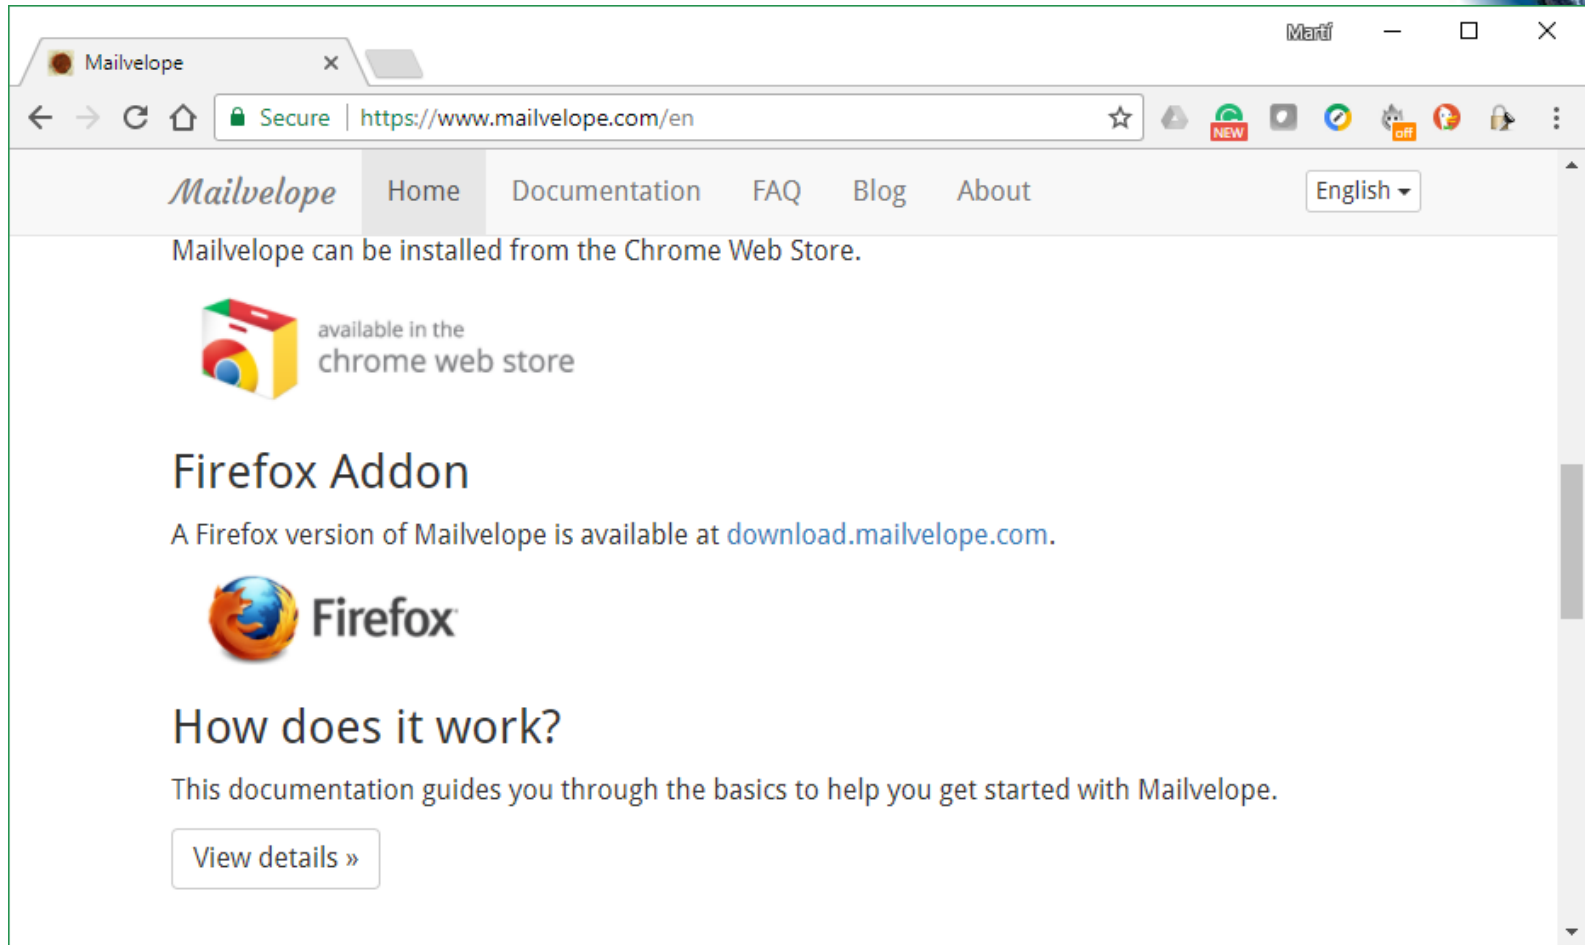 Martí
Mailvelope
Secure https://www.mailvelope.com/en
NEW
off
Mailvelope Home Documentation FAQ Blog About English
Mailvelope can be installed from the Chrome Web Store.
available in the
chrome web store
Firefox Addon
A Firefox version of Mailvelope is available at download.mailvelope.com.
Firefox
How does it work?
This documentation guides you through the basics to help you get started with Mailvelope.
View details »